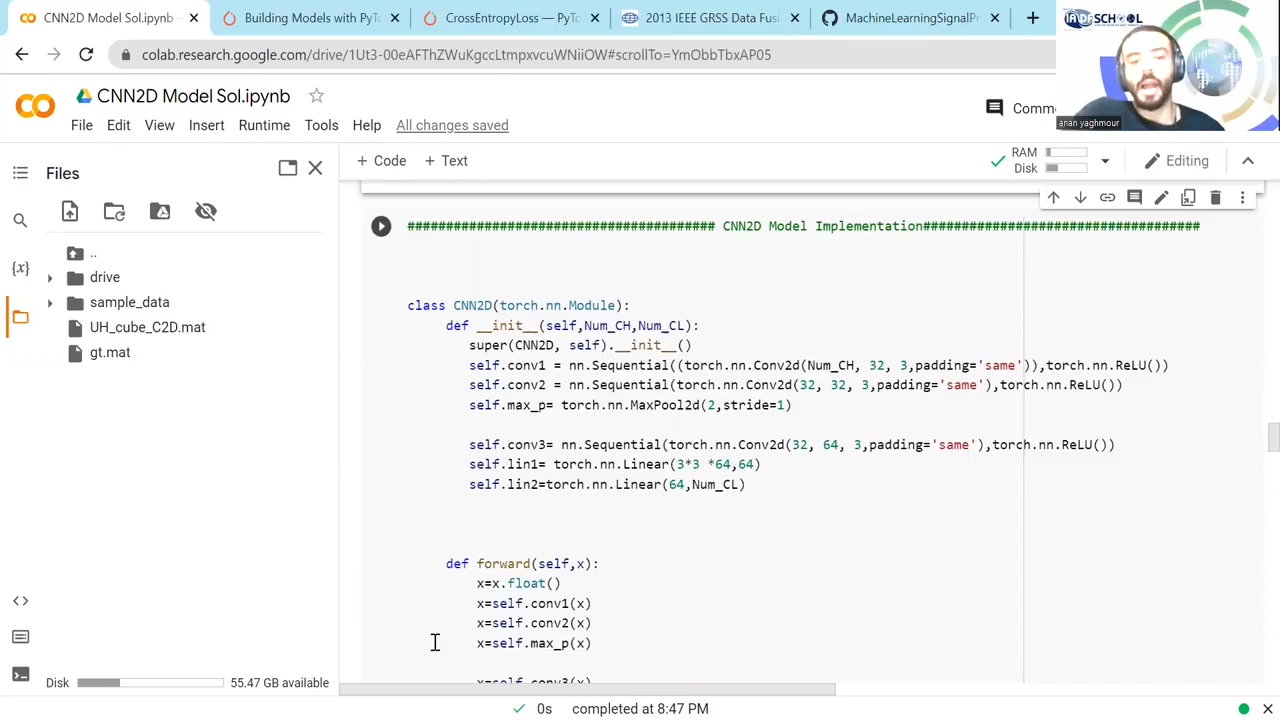 CNN2D Model Sol.ipynb -
Building Models with PyT
CrossEntropyLoss — PyTo
2013 IEEE GRSS Data Fus
MachineLearningSignalPr
colab.research.google.com/drive/
CNN2D Model Sol.ipynb
File Edit View Insert Runtime Tools Help All changes saved
Comme
IADFSCHOOL
anan yaghmour
Files
+ Code + Text
RAM
Disk
Editing
..
drive
sample_data
UH_cube_C2D.mat
gt.mat
{x}
<>
######################################## CNN2D Model Implementation####################################
class CNN2D(torch.nn.Module):
def __init__(self,Num_CH,Num_CL):
super(CNN2D, self).__init__()
self.conv1 = nn.Sequential((torch.nn.Conv2d(Num_CH, 32, 3,padding='same')),torch.nn.ReLU())
self.conv2 = nn.Sequential(torch.nn.Conv2d(32, 32, 3,padding='same'),torch.nn.ReLU())
self.max_p= torch.nn.MaxPool2d(2,stride=1)
self.conv3= nn.Sequential(torch.nn.Conv2d(32, 64, 3,padding='same'),torch.nn.ReLU())
self.lin1= torch.nn.Linear(3*3 *64,64)
self.lin2=torch.nn.Linear(64,Num_CL)
def forward(self,x):
x=x.float()
x=self.conv1(x)
x=self.conv2(x)
x=self.max_p(x)
x=self.conv3(x)
Disk 55.47 GB available
0s completed at 8:47 PM